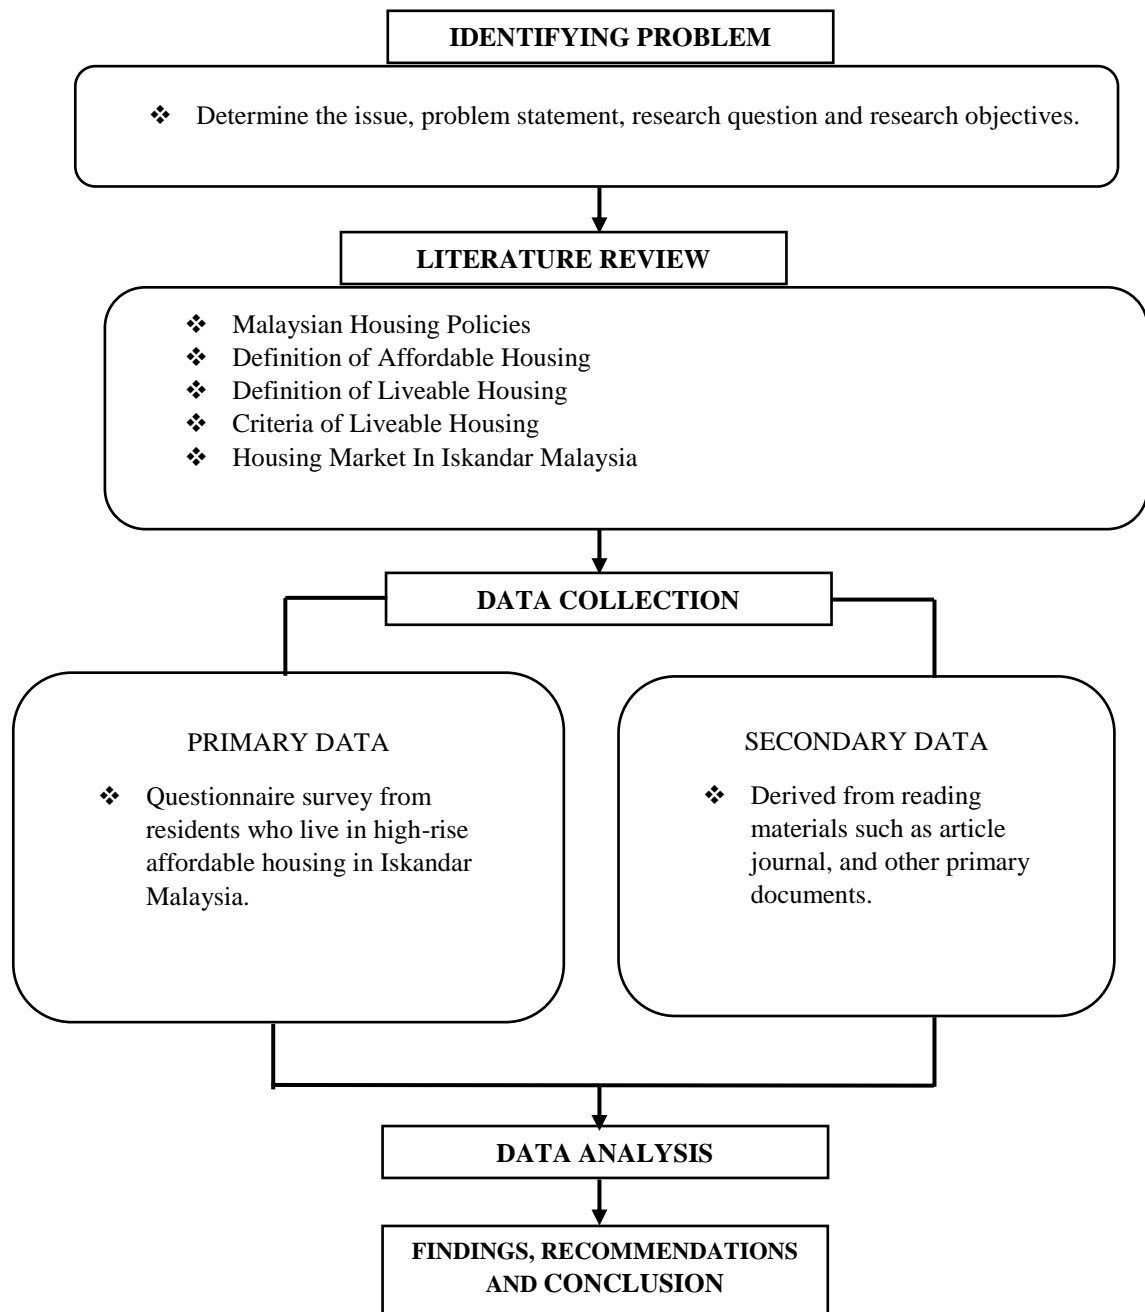 IDENTIFYING PROBLEM
❖ Determine the issue, problem statement, research question and research objectives.
LITERATURE REVIEW
❖ Malaysian Housing Policies
❖ Definition of Affordable Housing
❖ Definition of Liveable Housing
❖ Criteria of Liveable Housing
❖ Housing Market In Iskandar Malaysia
DATA COLLECTION
PRIMARY DATA
❖ Questionnaire survey from
residents who live in high-rise
affordable housing in Iskandar
Malaysia.
SECONDARY DATA
❖ Derived from reading
materials such as article
journal, and other primary
documents.
DATA ANALYSIS
FINDINGS, RECOMMENDATIONS
AND CONCLUSION